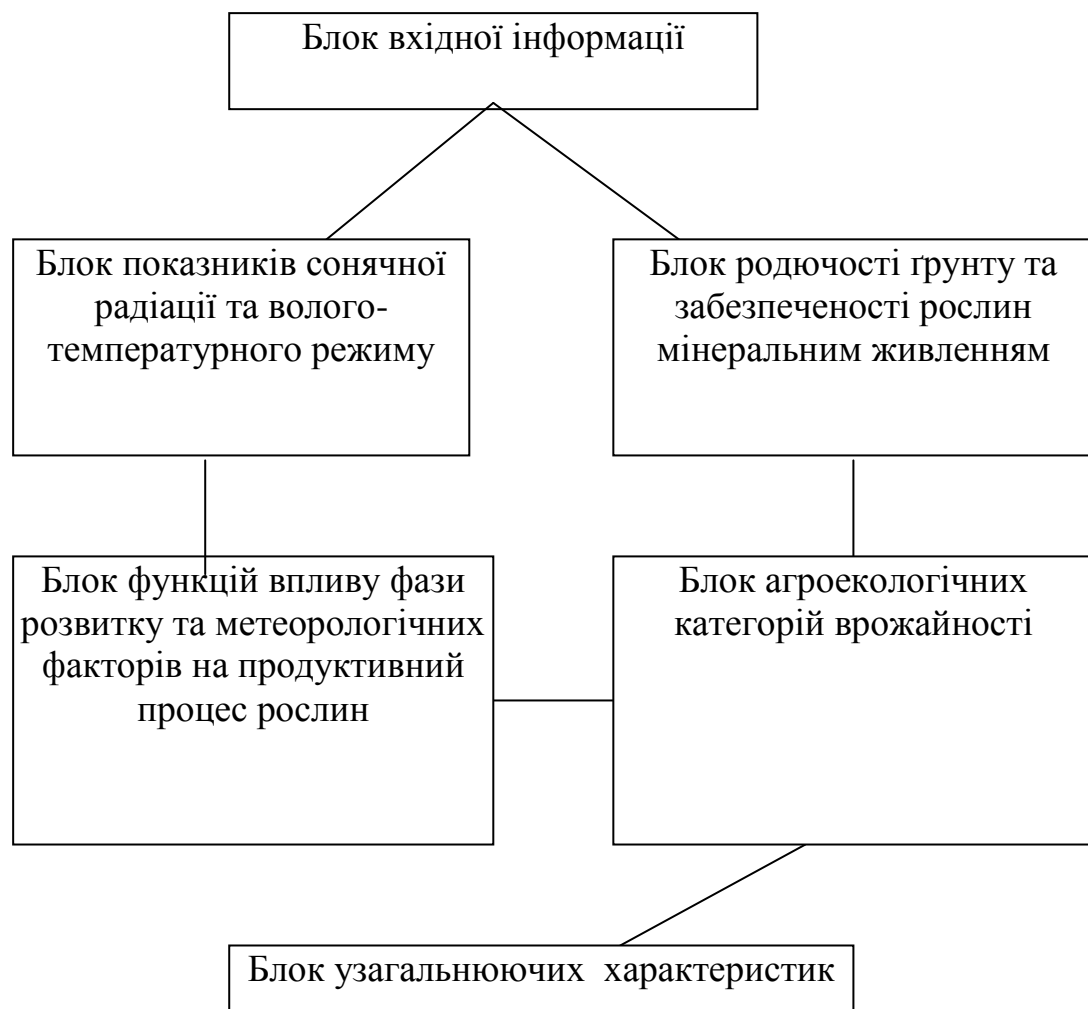 Блок вхідної інформації
Блок показників сонячної
радіації та волого-
температурного режиму
Блок родючості ґрунту та
забезпеченості рослин
мінеральним живленням
Блок функцій впливу фази
розвитку та метеорологічних
факторів на продуктивний
процес рослин
Блок агроекологічних
категорій врожайності
Блок узагальнюючих характеристик